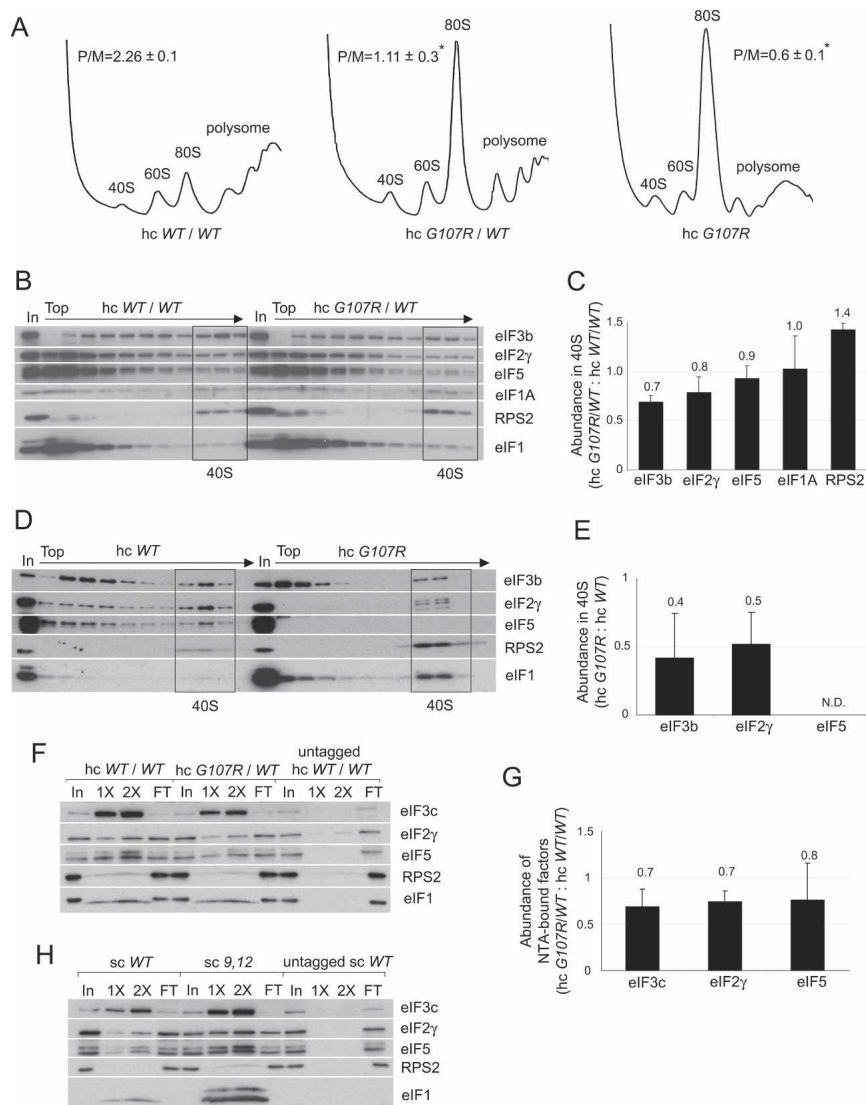 A
P/M=2.26 ± 0.1
40S
60S
80S
polysome
hc WT / WT
P/M=1.11 ± 0.3*
40S
60S
80S
polysome
hc G107R / WT
P/M=0.6 ± 0.1*
40S
60S
80S
polysome
hc G107R
B
In Top hc WT / WT In Top hc G107R / WT
eIF3b
eIF2γ
eIF5
eIF1A
RPS2
eIF1
40S 40S
C
Abundance in 40S
(hc G107R/WT : hc WT/WT)
1.5
1.0
0.5
0
0.7 0.8 0.9 1.0 1.4
eIF3b eIF2γ eIF5 eIF1A RPS2
D
In Top hc WT In Top hc G107R
eIF3b
eIF2γ
eIF5
RPS2
eIF1
40S 40S
E
Abundance in 40S
(hc G107R : hc WT)
1
0.5
0
0.4 0.5 N.D.
eIF3b eIF2γ eIF5
F
untagged
hc WT / WT hc G107R / WT hc WT / WT
In 1X 2X FT In 1X 2X FT In 1X 2X FT
eIF3c
eIF2γ
eIF5
RPS2
eIF1
G
Abundance of
NTA-bound factors
(hc G107R/WT : hc WT/WT)
1.5
1
0.5
0
0.7 0.7 0.8
eIF3c eIF2γ eIF5
H
sc WT sc 9,12 untagged sc WT
In 1X 2X FT In 1X 2X FT In 1X 2X FT
eIF3c
eIF2γ
eIF5
RPS2
eIF1